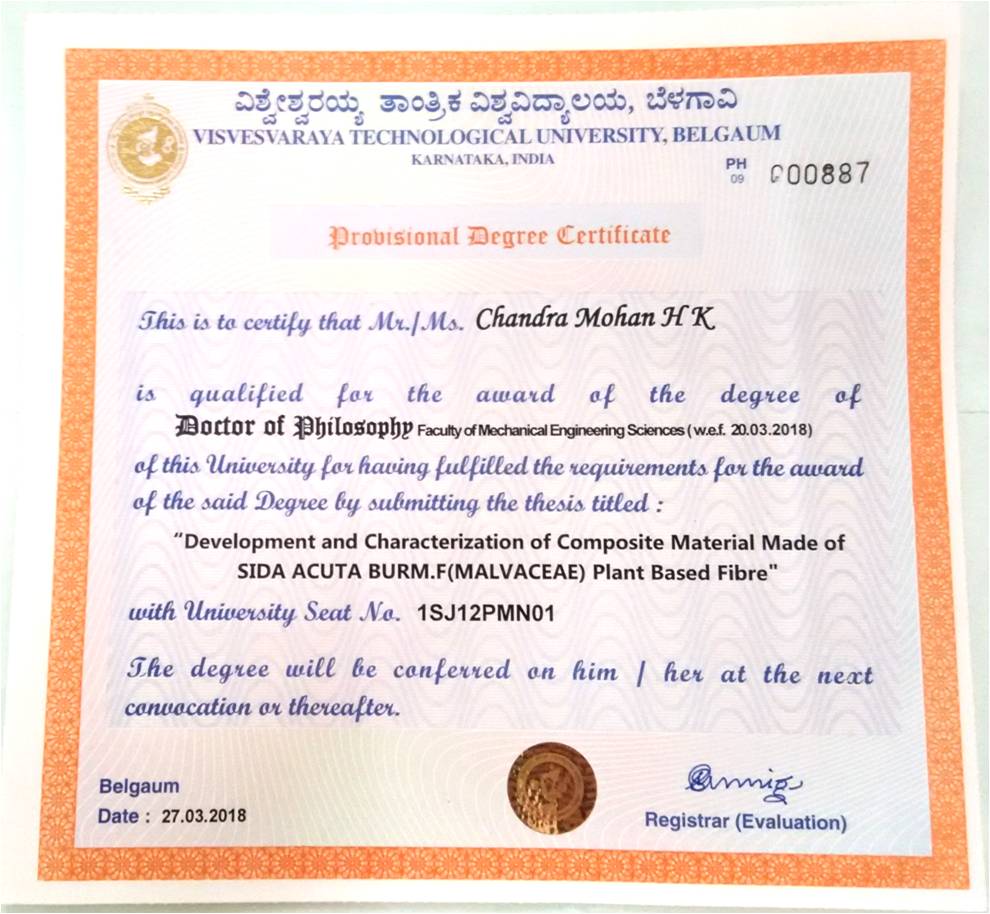 ವಿಶ್ವೇಶ್ವರಯ್ಯ ತಾಂತ್ರಿಕ ವಿಶ್ವವಿದ್ಯಾಲಯ, ಬೆಳಗಾವಿ
VISVESVARAYA TECHNOLOGICAL UNIVERSITY, BELGAUM
KARNATAKA, INDIA
PH
09 000887
Provisional Degree Certificate
This is to certify that Mr./Ms. Chandra Mohan H K
is qualified for the award of the degree of
Doctor of Philosophy Faculty of Mechanical Engineering Sciences ( w.e.f. 20.03.2018)
of this University for having fulfilled the requirements for the award
of the said Degree by submitting the thesis titled :
“Development and Characterization of Composite Material Made of
SIDA ACUTA BURM.F(MALVACEAE) Plant Based Fibre"
with University Seat No. 1SJ12PMN01
The degree will be conferred on him / her at the next
convocation or thereafter.
Belgaum
Date : 27.03.2018
Registrar (Evaluation)